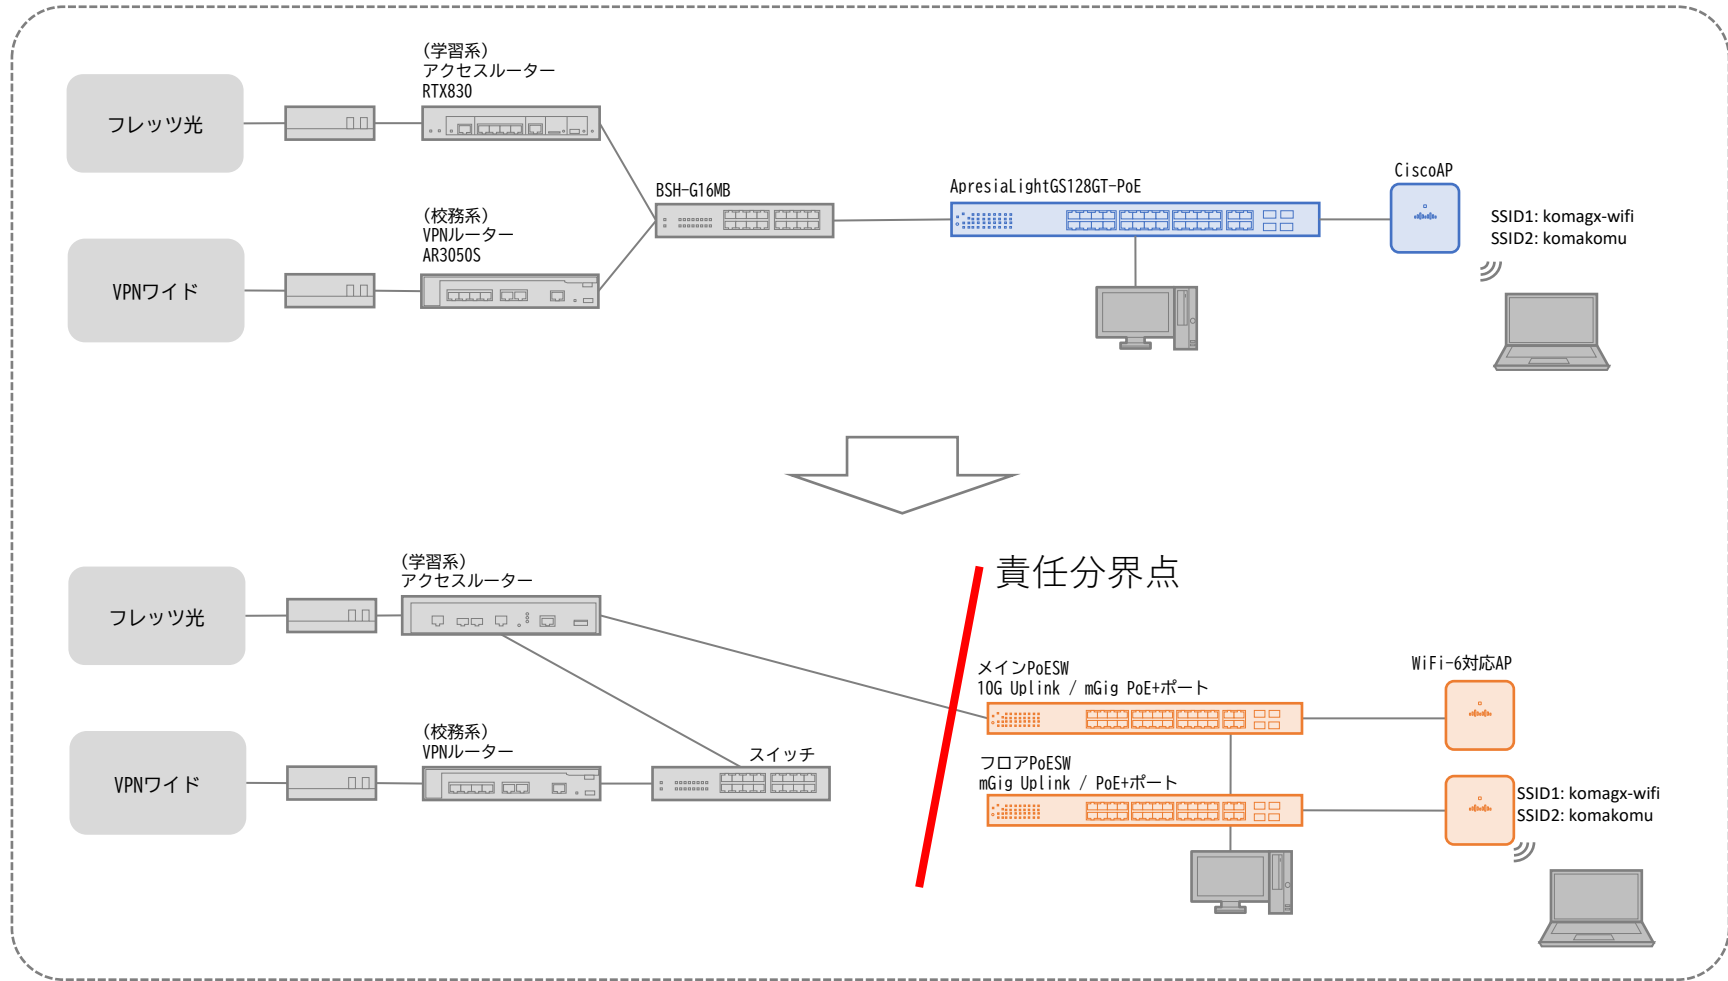 (学習系)
アクセスルーター
RTX830
フレッツ光
BSH-G16MB
ApresiaLightGS128GT-PoE
CiscoAP
SSID1: komagx-wifi
SSID2: komakomu
(校務系)
VPNルーター
AR3050S
VPNワイド
(学習系)
アクセスルーター
責任分界点
フレッツ光
メインPoESW
10G Uplink / mGig PoE+ポート
WiFi-6対応AP
(校務系)
VPNルーター
スイッチ
VPNワイド
フロアPoESW
mGig Uplink / PoE+ポート
SSID1: komagx-wifi
SSID2: komakomu